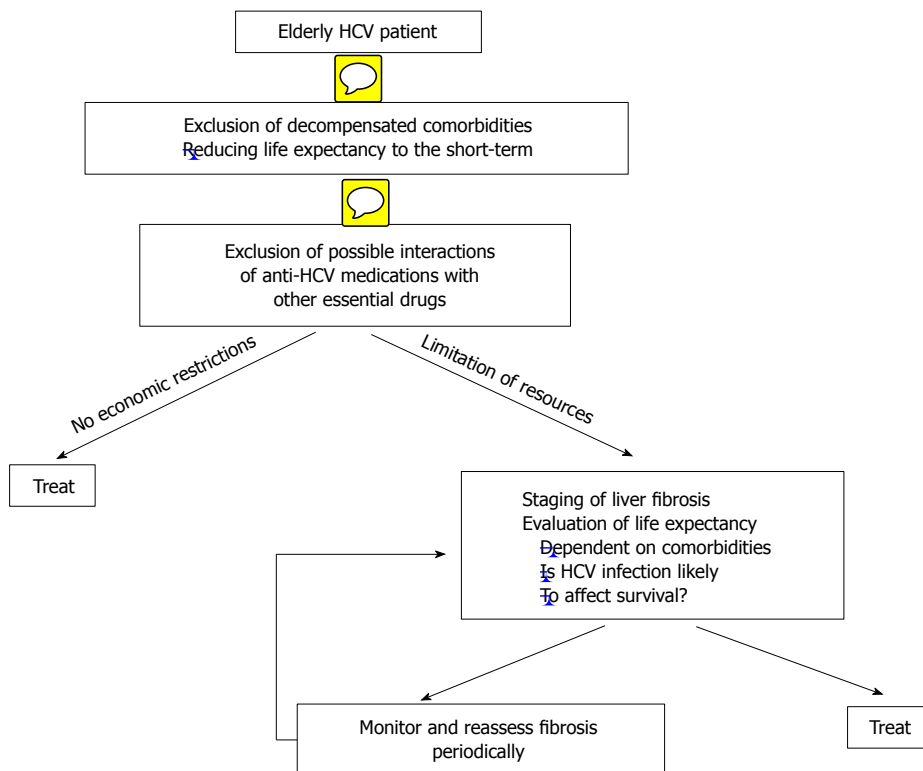 Elderly HCV patient
Exclusion of decompensated comorbidities
Reducing life expectancy to the short-term
Exclusion of possible interactions
of anti-HCV medications with
other essential drugs
No economic restrictions
Limitation of resources
Treat
Staging of liver fibrosis
Evaluation of life expectancy
Dependent on comorbidities
Is HCV infection likely
To affect survival?
Monitor and reassess fibrosis
periodically
Treat